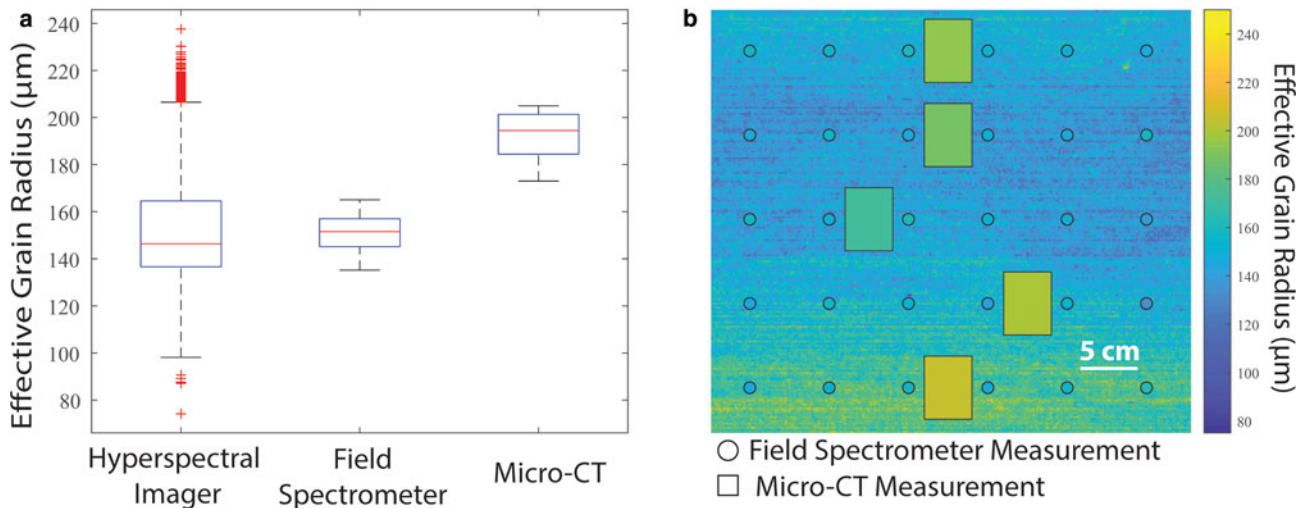 a
Effective Grain Radius (µm)
240
220
200
180
160
140
120
100
80
Hyperspectral
Imager
Field
Spectrometer
Micro-CT
b
5 cm
240
220
200
180
160
140
120
100
80
Effective Grain Radius (µm)
Field Spectrometer Measurement
Micro-CT Measurement